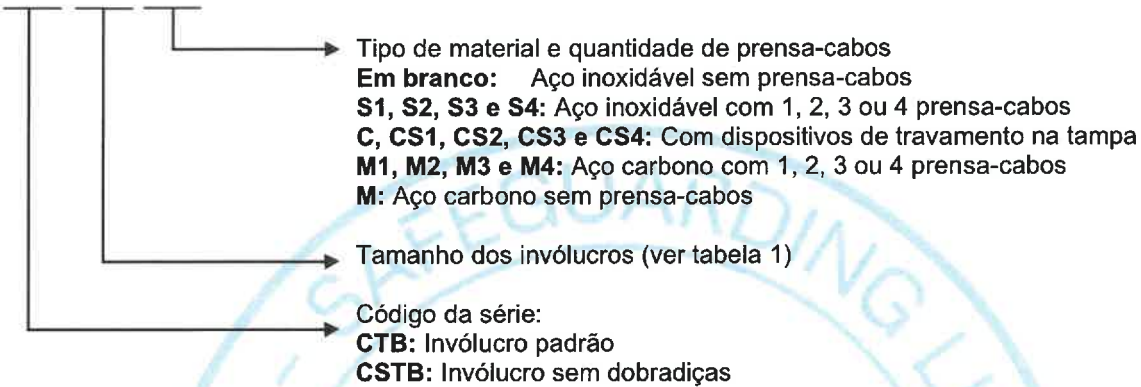 Tipo de material e quantidade de prensa-cabos
Em branco: Aço inoxidável sem prensa-cabos
S1, S2, S3 e S4: Aço inoxidável com 1, 2, 3 ou 4 prensa-cabos
C, CS1, CS2, CS3 e CS4: Com dispositivos de travamento na tampa
M1, M2, M3 e M4: Aço carbono com 1, 2, 3 ou 4 prensa-cabos
M: Aço carbono sem prensa-cabos
SAFEGUARDING
Tamanho dos invólucros (ver tabela 1)
Código da série:
CTB: Invólucro padrão
CSTB: Invólucro sem dobradiças